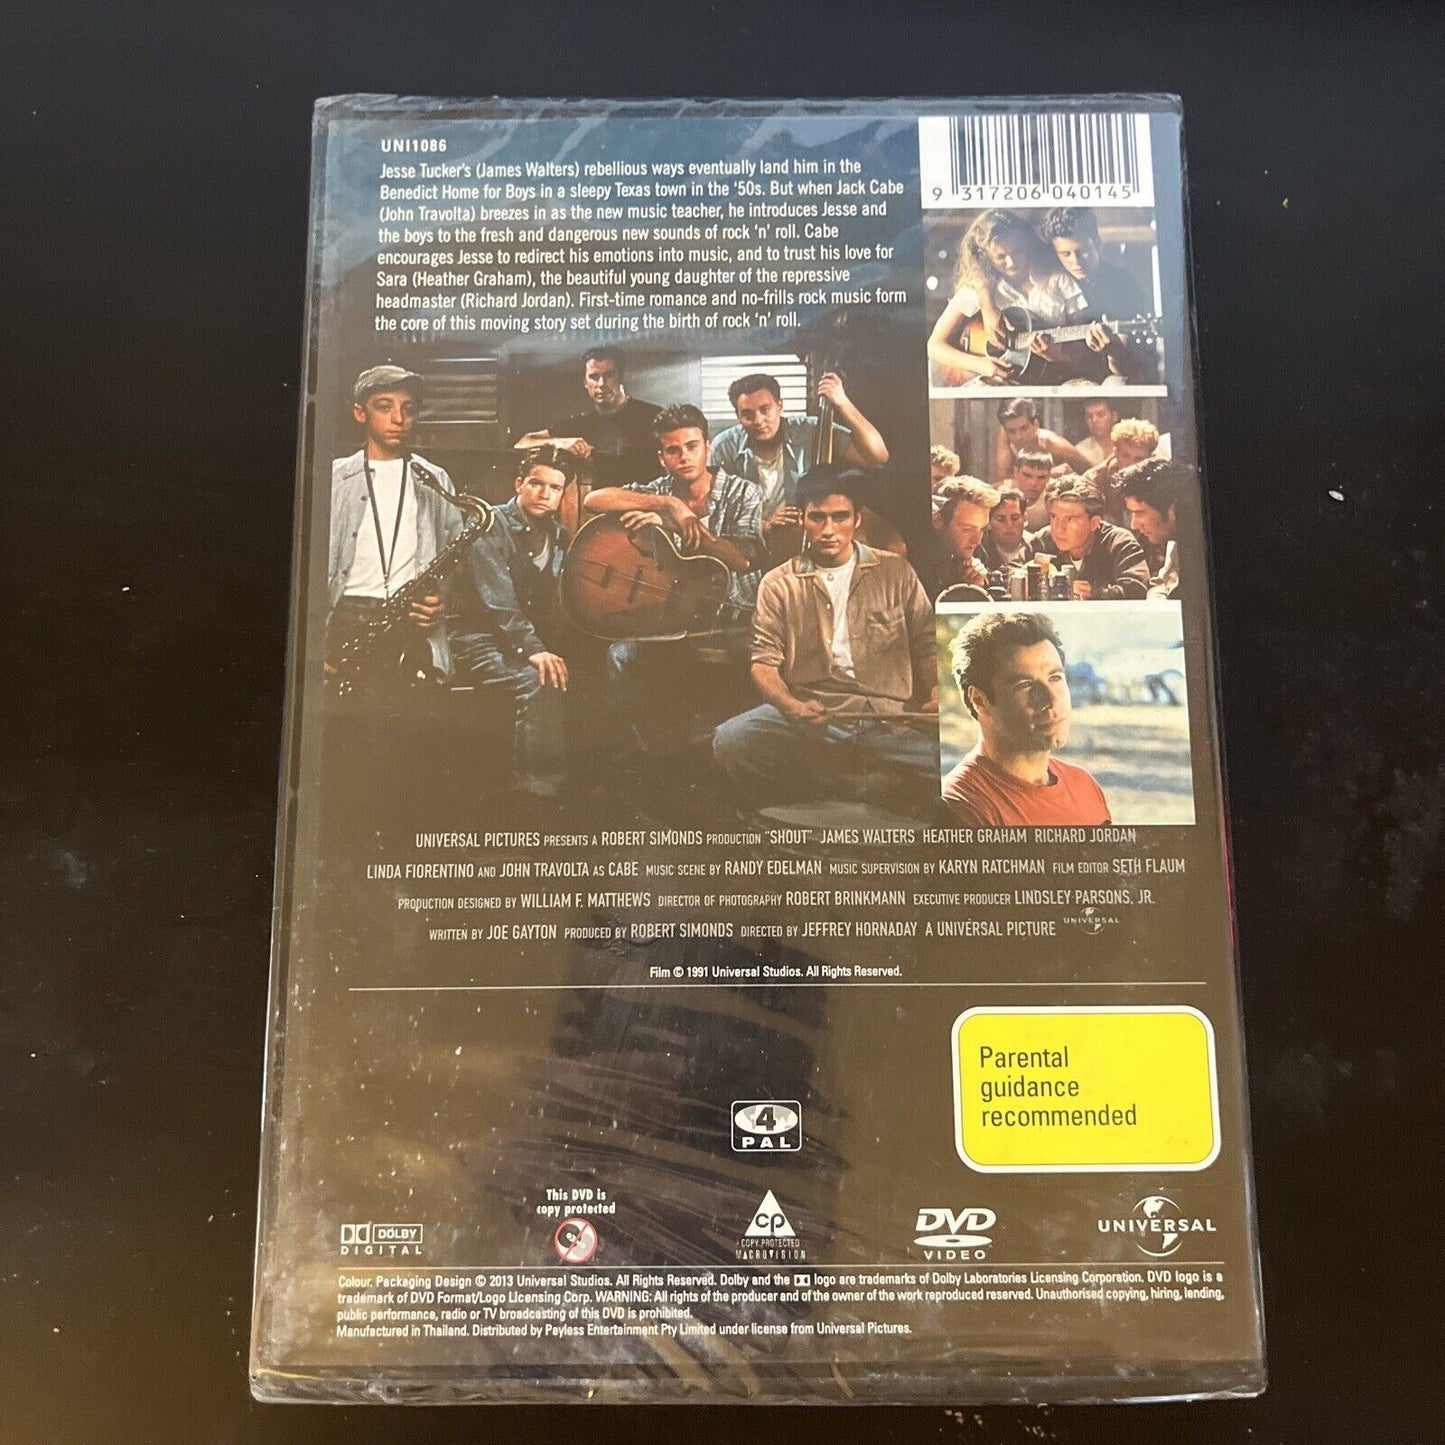 UNI1086
Jesse Tucker's (James Walters) rebellious ways eventually land him in the
Benedict Home for Boys in a sleepy Texas town in the '50s. But when Jack Cabe
(John Travolta) breezes in as the new music teacher, he introduces Jesse and
the boys to the fresh and dangerous new sounds of rock 'n' roll. Cabe
encourages Jesse to redirect his emotions into music, and to trust his love for
Sara (Heather Graham), the beautiful young daughter of the repressive
headmaster (Richard Jordan). First-time romance and no-frills rock music form
the core of this moving story set during the birth of rock 'n' roll.
9 317206 040145
UNIVERSAL PICTURES PRESENTS A ROBERT SIMONDS PRODUCTION "SHOUT" JAMES WALTERS HEATHER GRAHAM RICHARD JORDAN
LINDA FIORENTINO AND JOHN TRAVOLTA AS CABE MUSIC SCENE BY RANDY EDELMAN MUSIC SUPERVISION BY KARYN RATCHMAN FILM EDITOR SETH FLAUM
PRODUCTION DESIGNED BY WILLIAM F. MATTHEWS DIRECTOR OF PHOTOGRAPHY ROBERT BRINKMANN EXECUTIVE PRODUCER LINDSLEY PARSONS, JR.
WRITTEN BY JOE GAYTON PRODUCED BY ROBERT SIMONDS DIRECTED BY JEFFREY HORNADAY A UNIVERSAL PICTURE UNIVERSAL
Film © 1991 Universal Studios. All Rights Reserved.
Parental
guidance
recommended
4
PAL
This DVD is
copy protected
DOLBY
DIGITAL
CP
COPY PROTECTED
MACROVISION
DVD
VIDEO
UNIVERSAL
Colour. Packaging Design © 2013 Universal Studios. All Rights Reserved. Dolby and the DD logo are trademarks of Dolby Laboratories Licensing Corporation. DVD logo is a
trademark of DVD Format/Logo Licensing Corp. WARNING: All rights of the producer and of the owner of the work reproduced reserved. Unauthorised copying, hiring, lending,
public performance, radio or TV broadcasting of this DVD is prohibited.
Manufactured in Thailand. Distributed by Payless Entertainment Pty Limited under license from Universal Pictures.